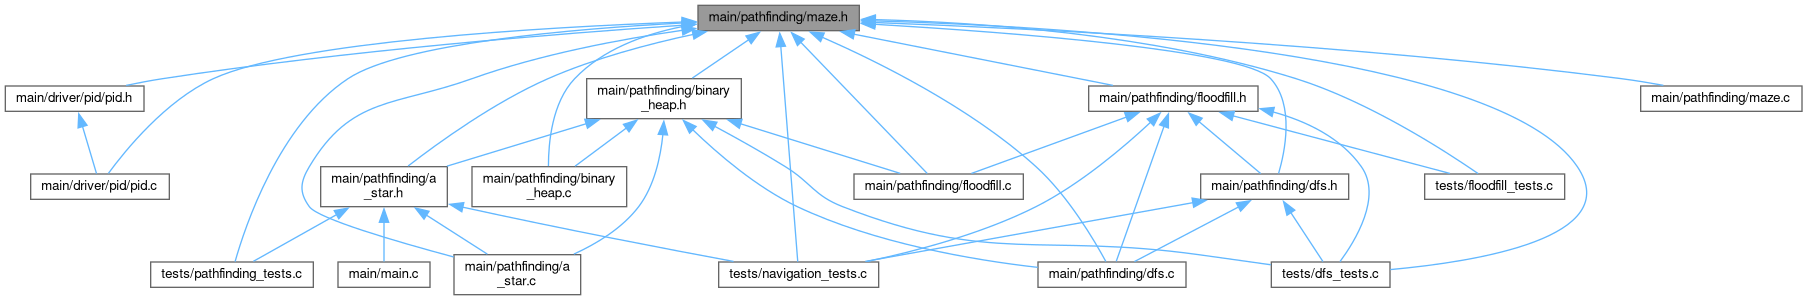 main/pathfinding/maze.h
main/driver/pid/pid.h
main/pathfinding/binary
_heap.h
main/pathfinding/floodfill.h
main/pathfinding/maze.c
main/driver/pid/pid.c
main/pathfinding/a
_star.h
main/pathfinding/binary
_heap.c
main/pathfinding/floodfill.c
main/pathfinding/dfs.h
tests/floodfill_tests.c
tests/pathfinding_tests.c
main/main.c
main/pathfinding/a
_star.c
tests/navigation_tests.c
main/pathfinding/dfs.c
tests/dfs_tests.c